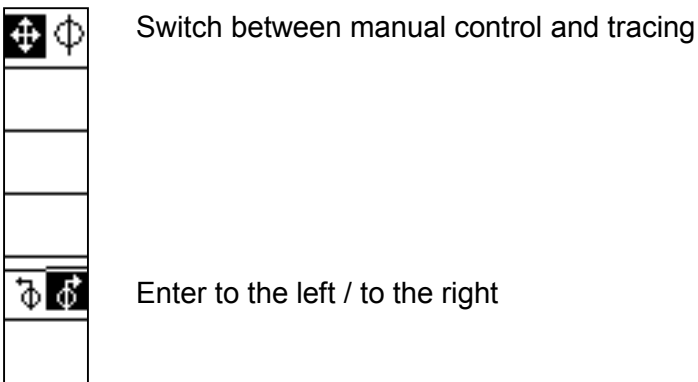 Switch between manual control and tracing
Enter to the left / to the right